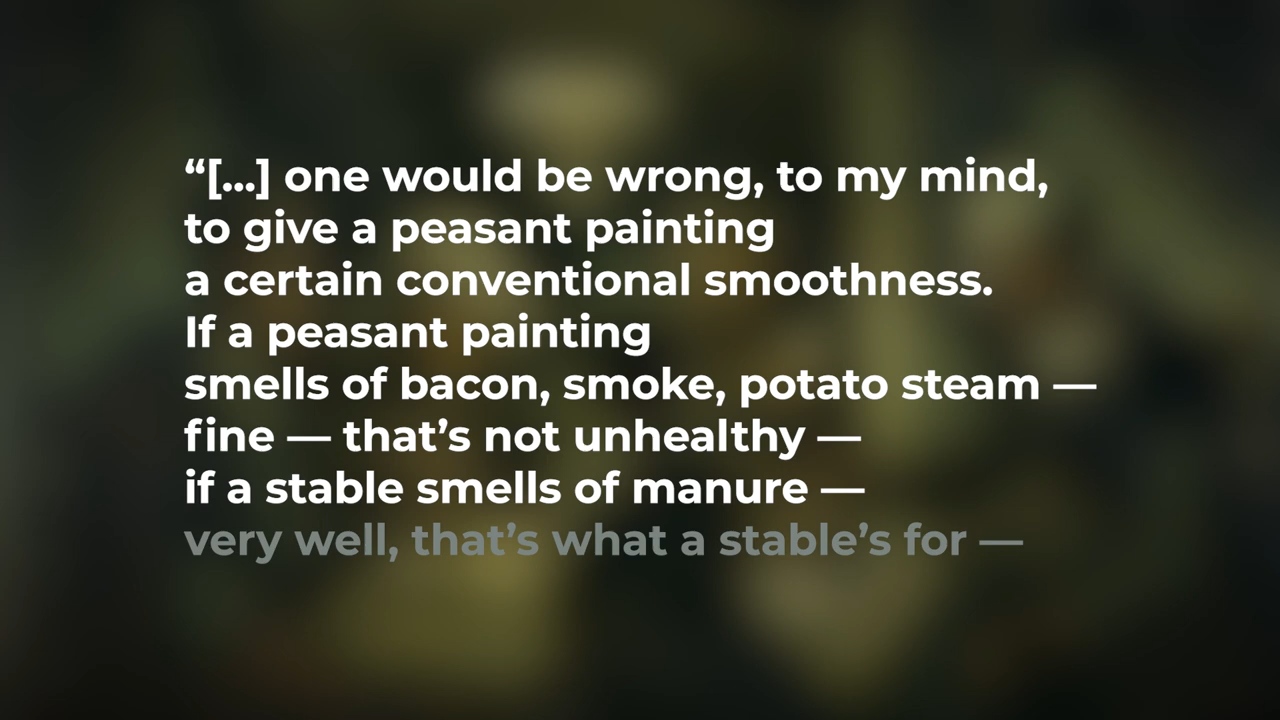 “[...] one would be wrong, to my mind,
to give a peasant painting
a certain conventional smoothness.
If a peasant painting
smells of bacon, smoke, potato steam —
fine — that’s not unhealthy —
if a stable smells of manure —
very well, that’s what a stable’s for —